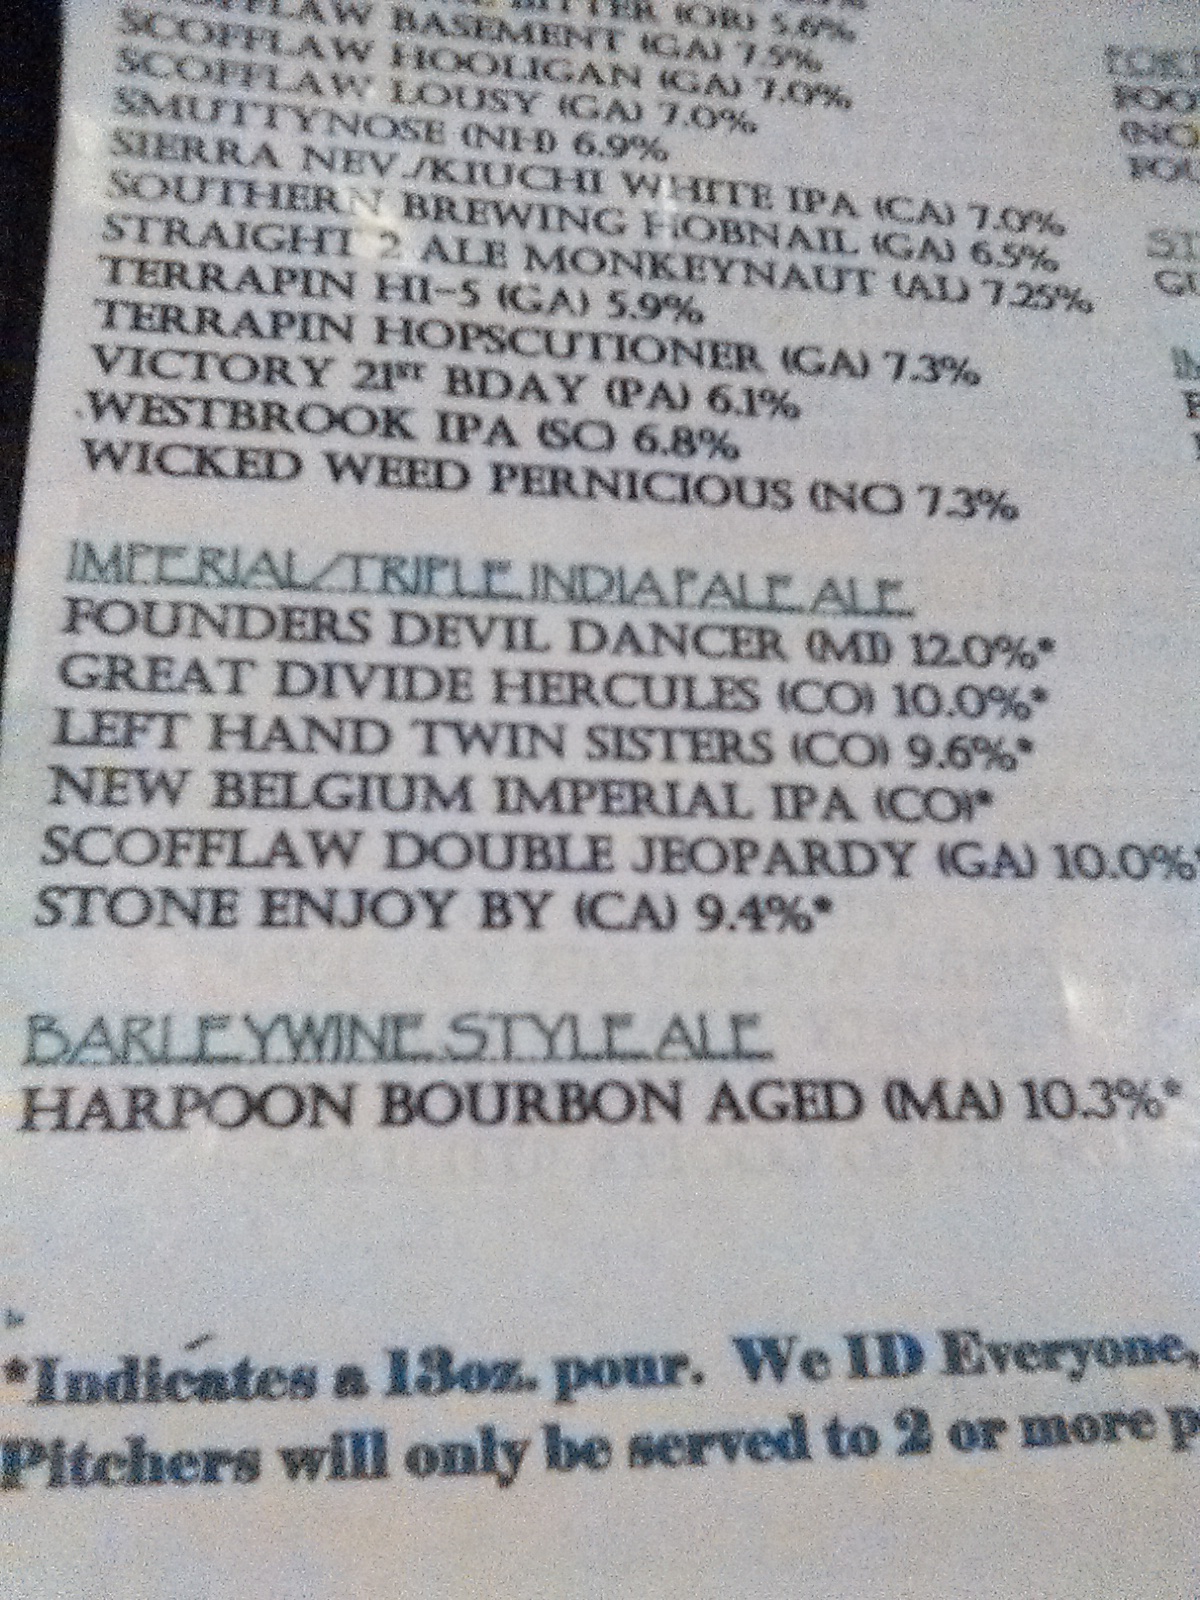 BITTER (OR) 5.6%
SCOFFLAW BASEMENT (GA) 7.5%
SCOFFLAW HOOLIGAN (GA) 7.0%
SCOFFLAW LOUSY (GA) 7.0%
SMUTTYNOSE (NH) 6.9%
SIERRA NEV./KIUCHI WHITE IPA (CA) 7.0%
SOUTHERN BREWING HOBNAIL (GA) 6.5%
STRAIGHT 2 ALE MONKEYNAUT (AL) 7.25%
TERRAPIN HI-5 (GA) 5.9%
TERRAPIN HOPSCUTIONER (GA) 7.3%
VICTORY 21ST BDAY (PA) 6.1%
WESTBROOK IPA (SC) 6.8%
WICKED WEED PERNICIOUS (NC) 7.3%
IMPERIAL/TRIPLE INDIA PALE ALE
FOUNDERS DEVIL DANCER (MI) 12.0%*
GREAT DIVIDE HERCULES (CO) 10.0%*
LEFT HAND TWIN SISTERS (CO) 9.6%*
NEW BELGIUM IMPERIAL IPA (CO)*
SCOFFLAW DOUBLE JEOPARDY (GA) 10.0%*
STONE ENJOY BY (CA) 9.4%*
BARLEYWINE STYLE ALE
HARPOON BOURBON AGED (MA) 10.3%*
*Indicates a 13oz. pour. We ID Everyone,
Pitchers will only be served to 2 or more p